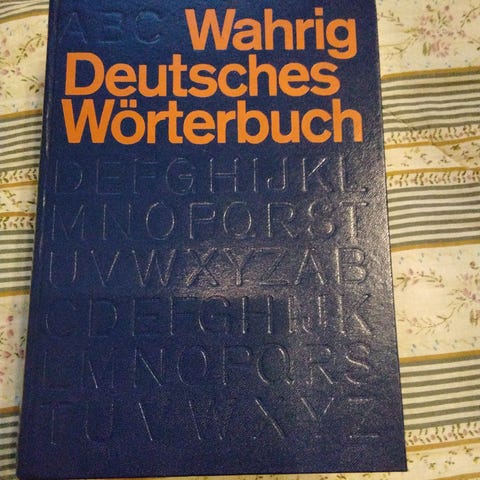 ABC Wahrig
Deutsches
Wörterbuch
DEFGHIJKL
MNOPQRST
UVWXYZAB
CDEFGHIJK
LMNOPQRS
TUVWXYZ